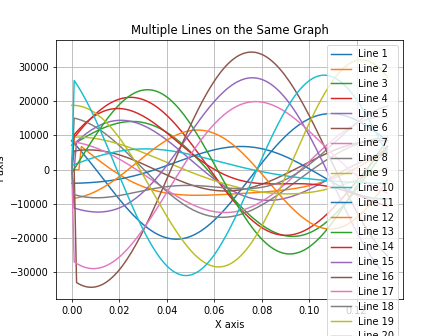 Multiple Lines on the Same Graph
30000
20000
10000
0
−10000
−20000
−30000
0.00
0.02
0.04
0.06
0.08
0.10
X axis
Line 1
Line 2
Line 3
Line 4
Line 5
Line 6
Line 7
Line 8
Line 9
Line 10
Line 11
Line 12
Line 13
Line 14
Line 15
Line 16
Line 17
Line 18
Line 19
Line 20